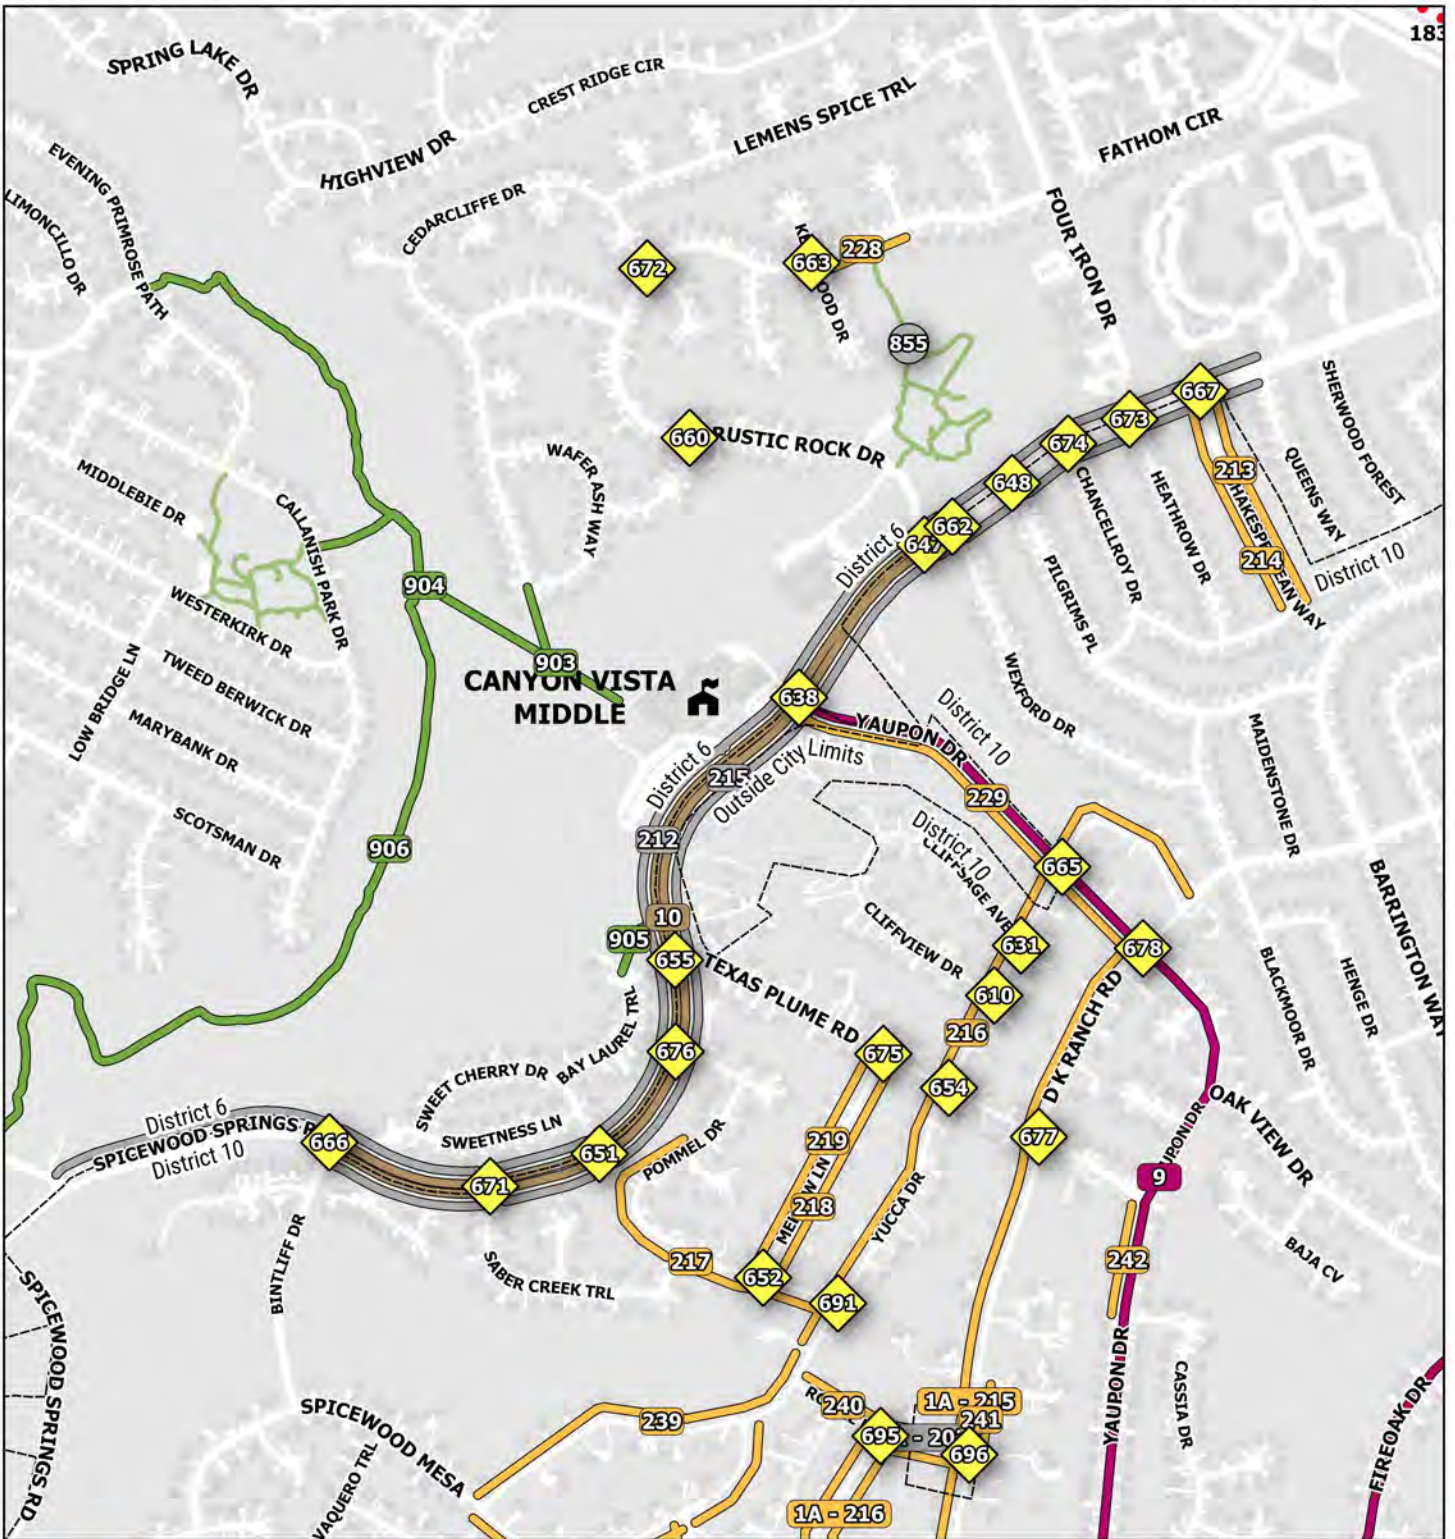 183
SPRING LAKE DR
CREST RIDGE CIR
LEMENS SPICE TRL
HIGHVIEW DR
FATHOM CIR
EVENING PRIMROSE PATH
LIMONCILLO DR
CEDARCLIFFE DR
FOUR IRON DR
672
663
228
855
667
673
674
SHERWOOD FOREST
660
RUSTIC ROCK DR
WAFER ASH WAY
648
213
QUEENS WAY
MIDDLEBIE DR
CALLANISH PARK DR
662
647
CHANCELLROY DR
HEATHROW DR
District 6
214
District 10
904
PILGRIMS PL
WESTERKIRK DR
LOW BRIDGE LN
TWEED BERWICK DR
903
CANYON VISTA
MIDDLE
638
YAUPON DR
WEXFORD DR
District 10
MARYBANK DR
District 6
215
Outside City Limits
MAIDENSTONE DR
229
SCOTSMAN DR
906
212
District 10
CLIFFSAGE AVE
665
BARRINGTON WAY
10
905
655
TEXAS PLUME RD
CLIFFVIEW DR
631
678
610
BLACKMOOR DR
HENGE DR
216
D K RANCH RD
BAY LAUREL TRL
SWEET CHERRY DR
676
675
654
District 6
SPICEWOOD SPRINGS
District 10
666
SWEETNESS LN
651
671
POMMEL DR
219
677
OAK VIEW DR
9
218
YUCCA DR
BINTLIFF DR
SABER CREEK TRL
217
652
691
242
BAJA CV
SPICEWOOD SPRINGS RD
YAUPON DR
CASSIA DR
SPICEWOOD MESA
239
240
1A - 215
241
695
696
FIREOAK DR
VAQUERO TRL
1A - 216